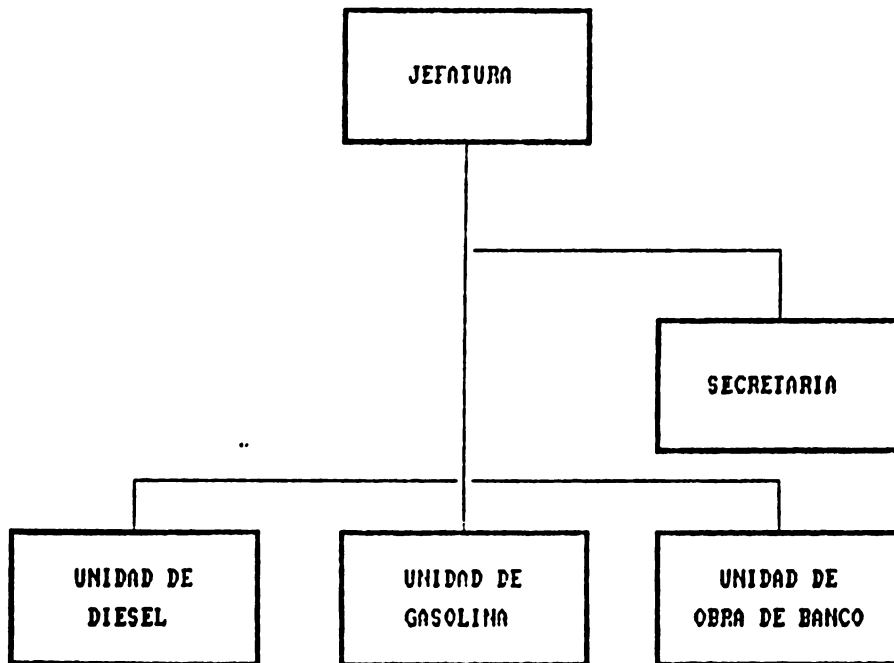 JEFATURA
SECRETARIA
UNIDAD DE
DIESEL
UNIDAD DE
GASOLINA
UNIDAD DE
OBRA DE BANCO